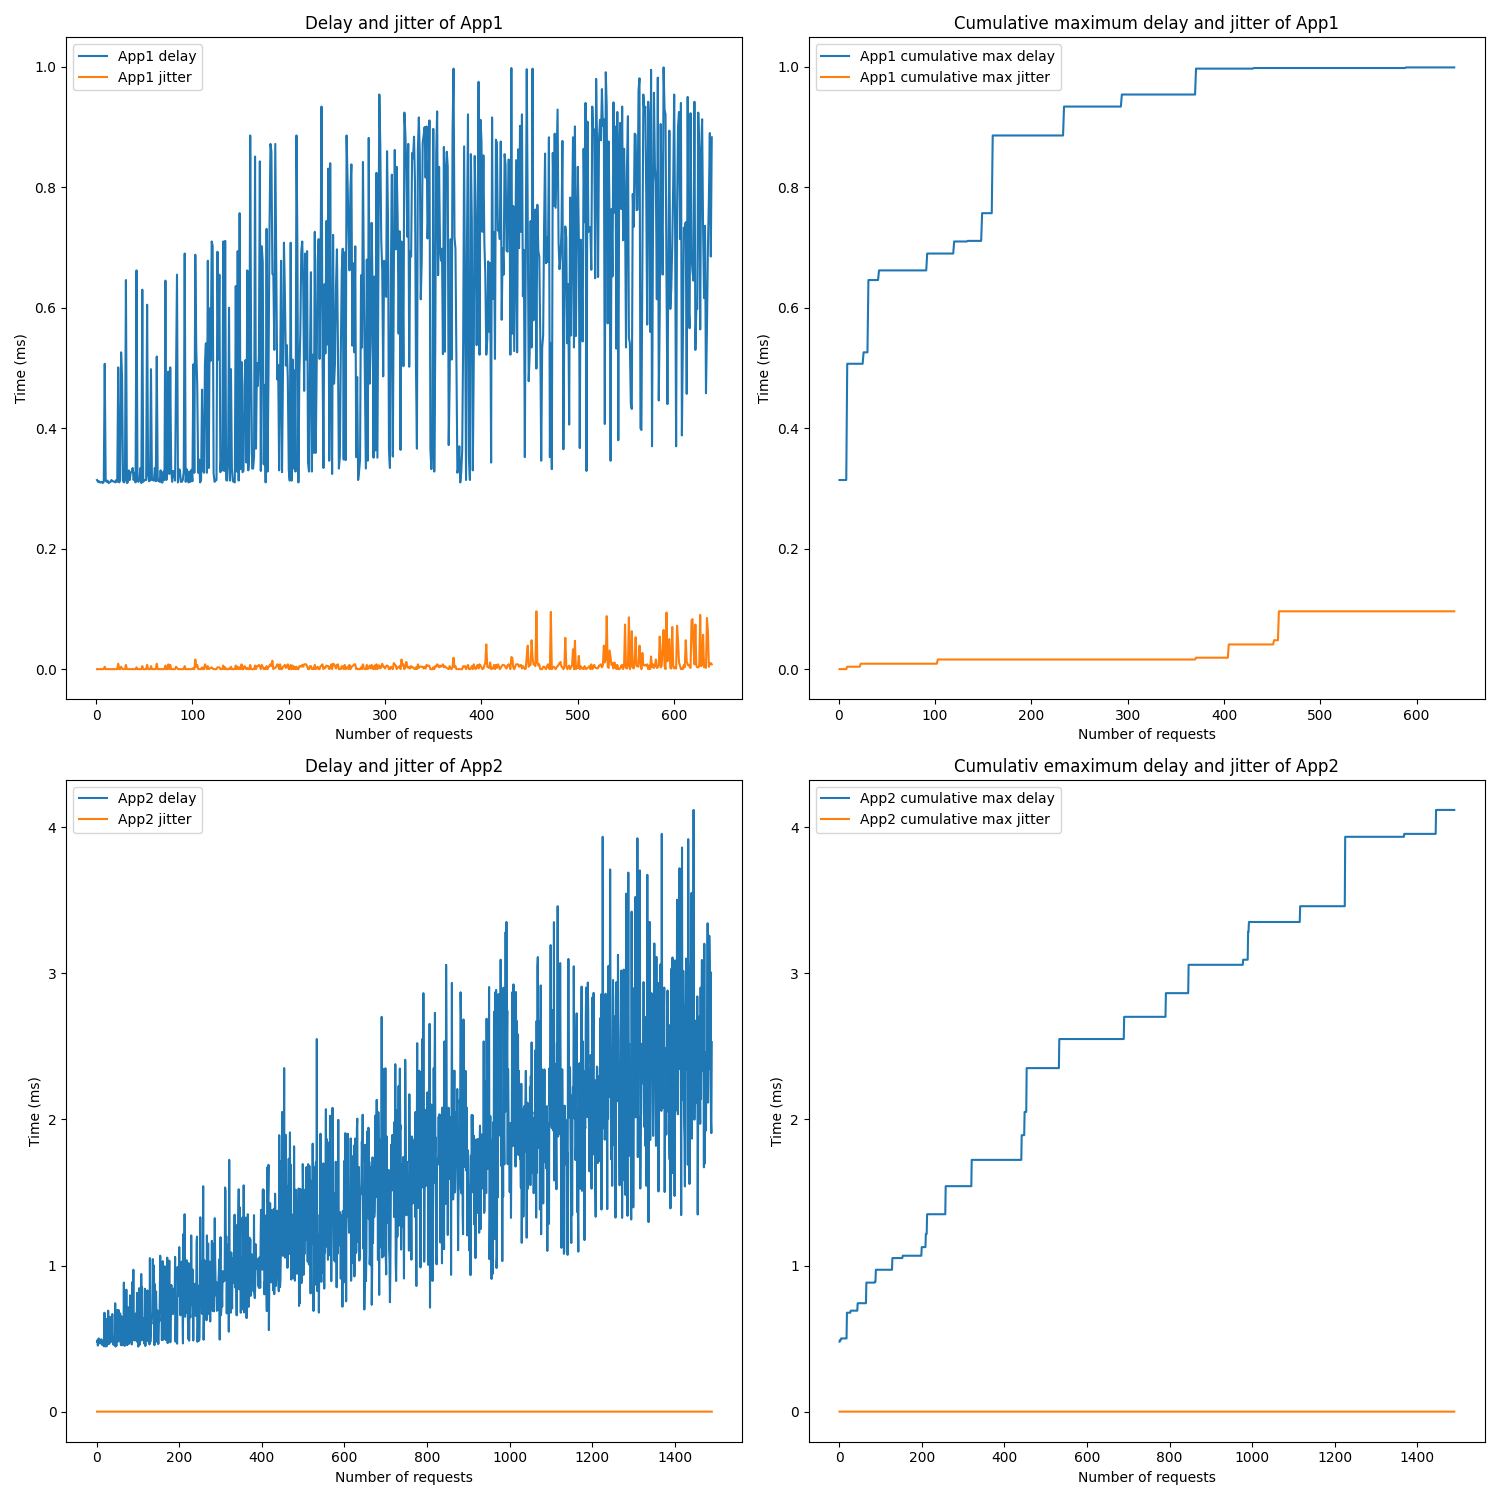 Delay and jitter of App1
App1 delay
App1 jitter
1.0
0.8
0.6
0.4
0.2
0.0
Time (ms)
0 100 200 300 400 500 600
Number of requests
Cumulative maximum delay and jitter of App1
App1 cumulative max delay
App1 cumulative max jitter
1.0
0.8
0.6
0.4
0.2
0.0
Time (ms)
0 100 200 300 400 500 600
Number of requests
Delay and jitter of App2
App2 delay
App2 jitter
4
3
2
1
0
Time (ms)
0 200 400 600 800 1000 1200 1400
Number of requests
Cumulativ emaximum delay and jitter of App2
App2 cumulative max delay
App2 cumulative max jitter
4
3
2
1
0
Time (ms)
0 200 400 600 800 1000 1200 1400
Number of requests